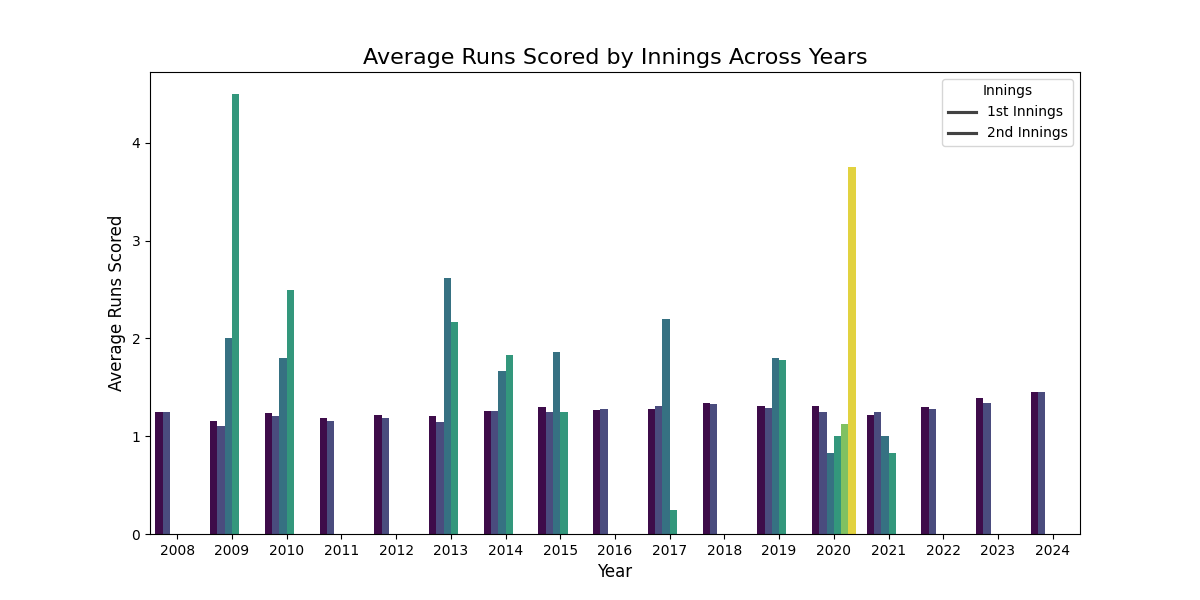 Average Runs Scored by Innings Across Years
Innings
1st Innings
2nd Innings
Average Runs Scored
4
3
2
1
0
2008 2009 2010 2011 2012 2013 2014 2015 2016 2017 2018 2019 2020 2021 2022 2023 2024
Year